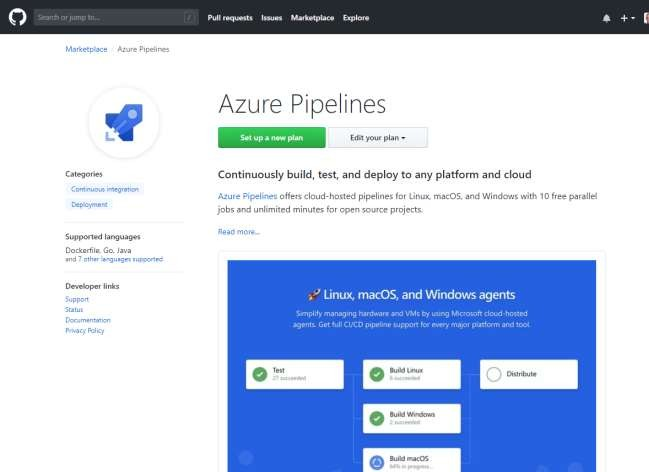 Search or jump to...
/
Pull requests Issues Marketplace Explore
Marketplace / Azure Pipelines
Azure Pipelines
Set up a new plan
Edit your plan
Continuously build, test, and deploy to any platform and cloud
Azure Pipelines offers cloud-hosted pipelines for Linux, macOS, and Windows with 10 free parallel
jobs and unlimited minutes for open source projects.
Read more...
Categories
Continuous integration
Deployment
Supported languages
Dockerfile, Go, Java
and 7 other languages supported
Developer links
Support
Status
Documentation
Privacy Policy
Linux, macOS, and Windows agents
Simplify managing hardware and VMs by using Microsoft cloud-hosted
agents. Get full CI/CD pipeline support for every major platform and tool.
Test
27 succeeded
Build Linux
6 succeeded
Distribute
Build Windows
2 succeeded
Build macOS
64% in progress...